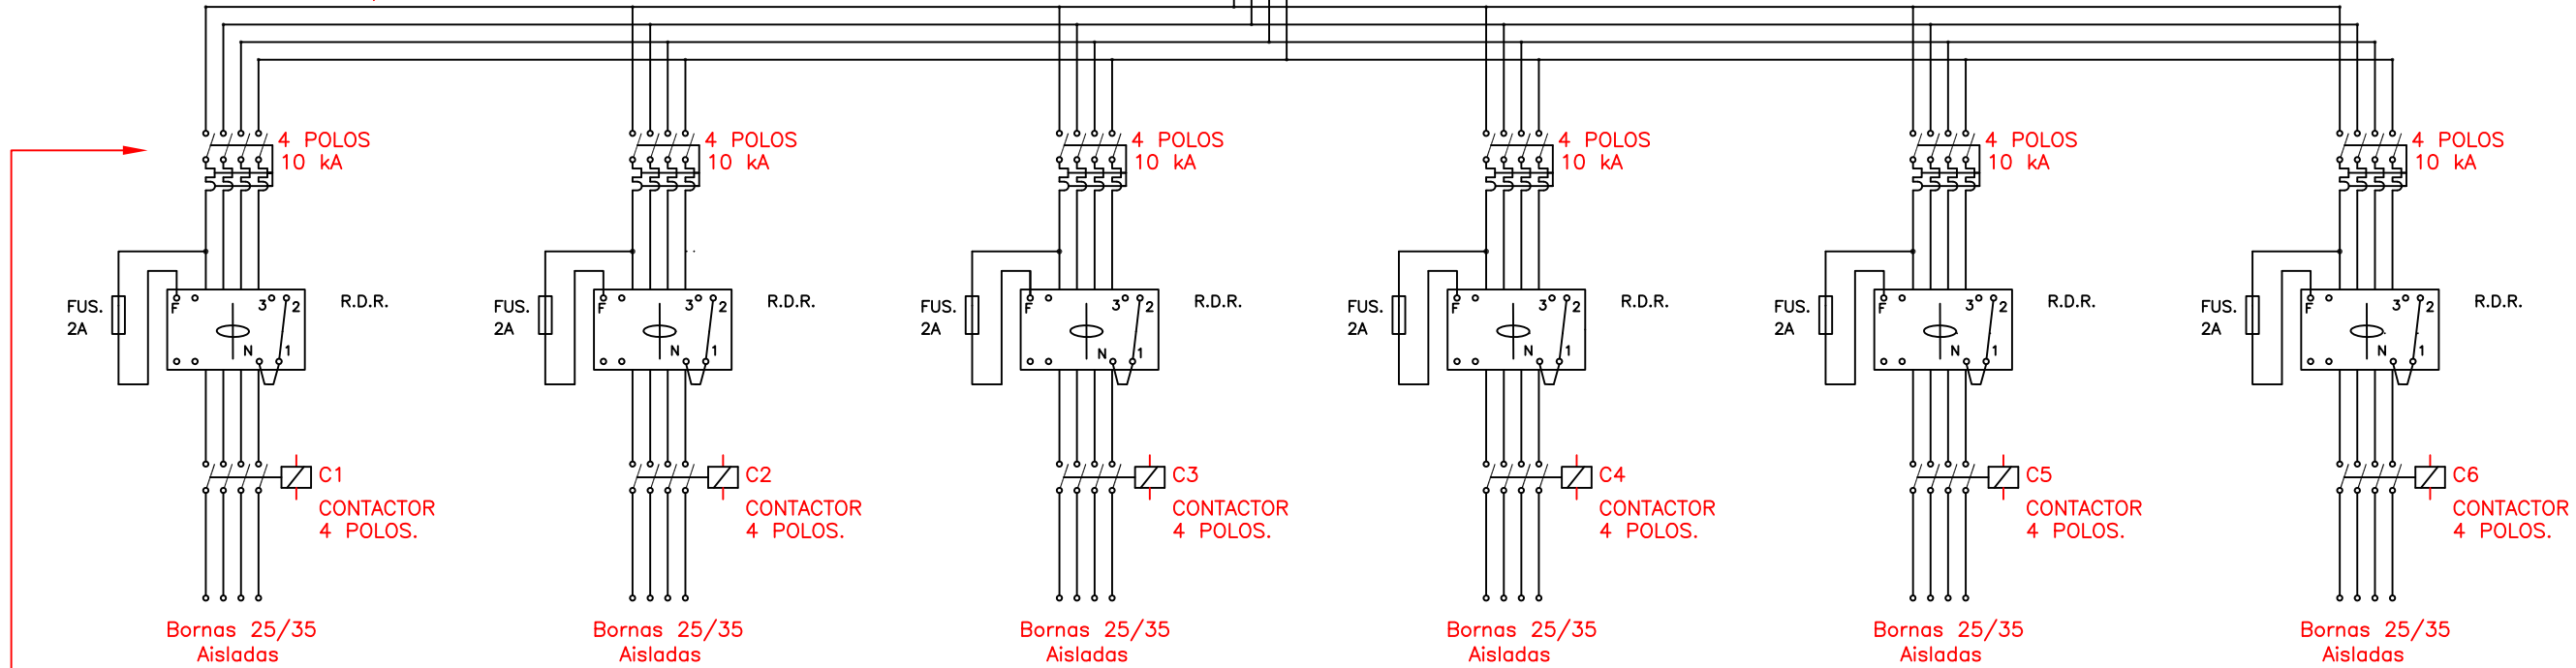 4 POLOS
10 kA
4 POLOS
10 kA
4 POLOS
10 kA
4 POLOS
10 kA
4 POLOS
10 kA
4 POLOS
10 kA
FUS.
2A
F
3
2
N
1
R.D.R.
FUS.
2A
F
3
2
N
1
R.D.R.
FUS.
2A
F
3
2
N
1
R.D.R.
FUS.
2A
F
3
2
N
1
R.D.R.
FUS.
2A
F
3
2
N
1
R.D.R.
FUS.
2A
F
3
2
N
1
R.D.R.
C1
CONTACTOR
4 POLOS.
C2
CONTACTOR
4 POLOS.
C3
CONTACTOR
4 POLOS.
C4
CONTACTOR
4 POLOS.
C5
CONTACTOR
4 POLOS.
C6
CONTACTOR
4 POLOS.
Bornas 25/35
Aisladas
Bornas 25/35
Aisladas
Bornas 25/35
Aisladas
Bornas 25/35
Aisladas
Bornas 25/35
Aisladas
Bornas 25/35
Aisladas